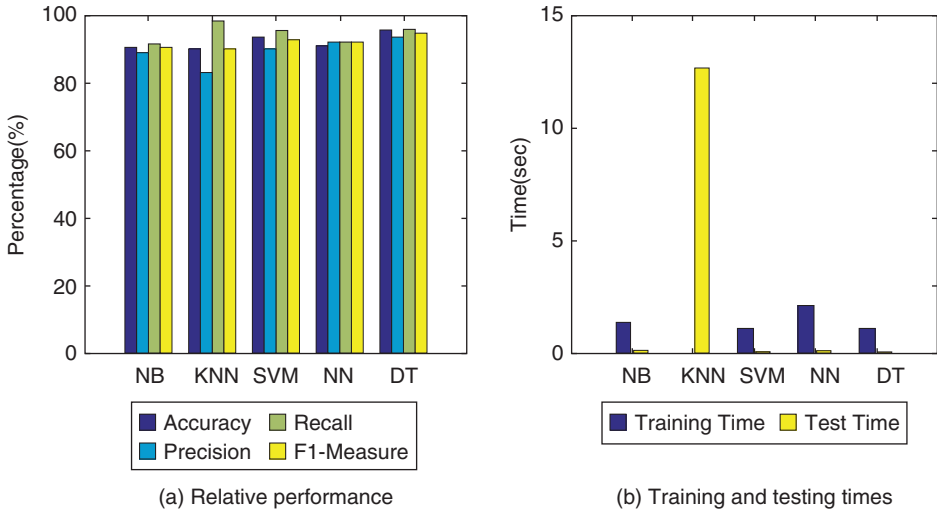 Percentage(%)
100
80
60
40
20
0
NB KNN SVM NN DT
Accuracy Recall
Precision F1-Measure
(a) Relative performance
Time(sec)
15
10
5
0
NB KNN SVM NN DT
Training Time Test Time
(b) Training and testing times